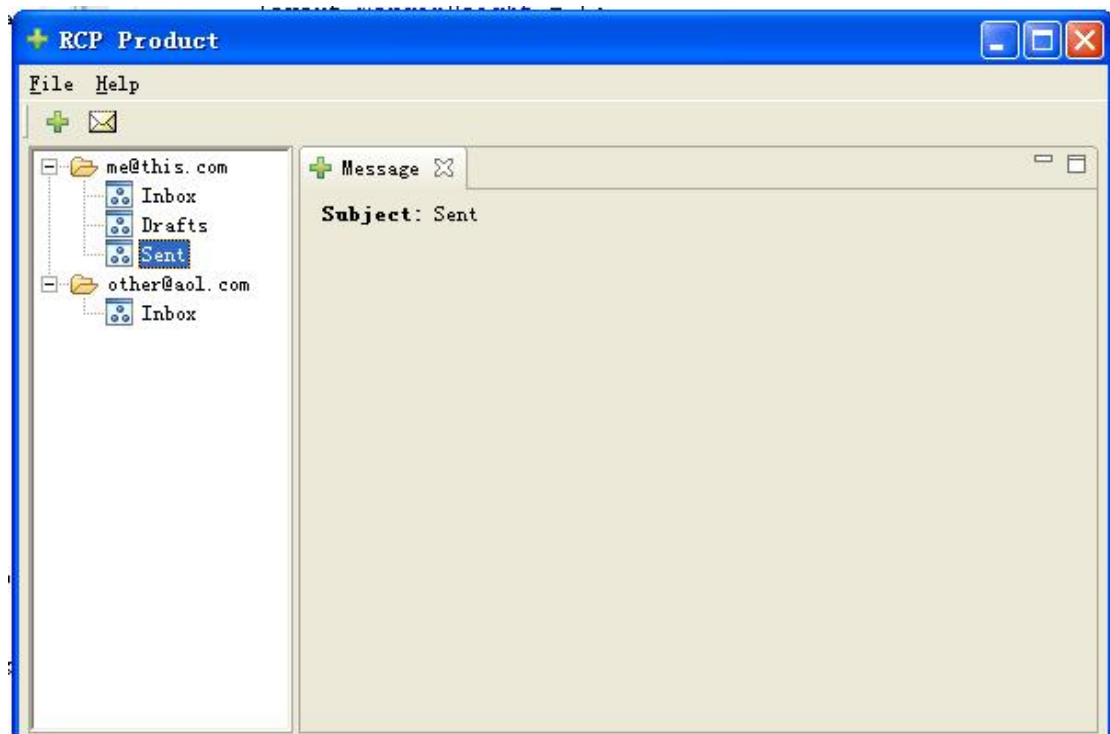 RCP Product
File Help
me@this.com
Inbox
Drafts
Sent
other@aol.com
Inbox
Message
Subject: Sent